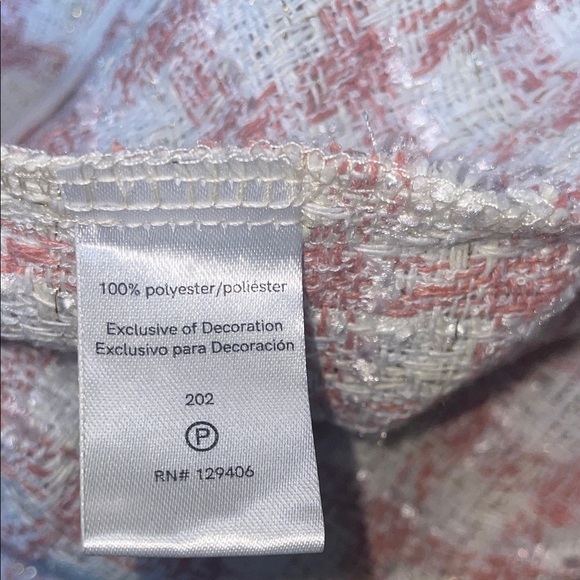 100% polyester/poliéster
Exclusive of Decoration
Exclusivo para Decoración
202
P
RN# 129406